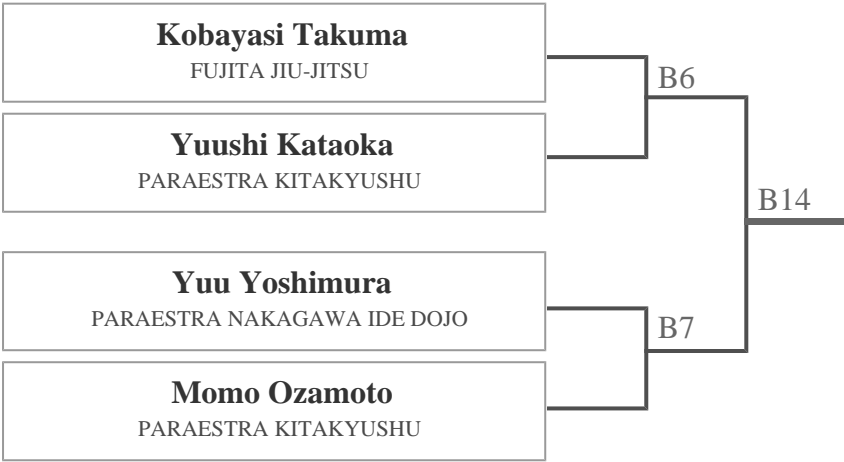 Kobayasi Takuma
FUJITA JIU-JITSU
B6
Yuushi Kataoka
PARAESTRA KITAKYUSHU
B14
Yuu Yoshimura
PARAESTRA NAKAGAWA IDE DOJO
B7
Momo Ozamoto
PARAESTRA KITAKYUSHU